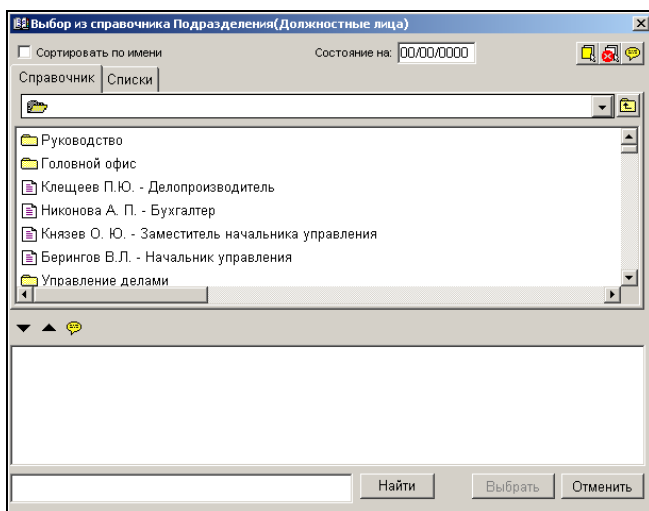 Выбор из справочника Подразделения(Должностные лица)
Сортировать по имени Состояние на: 00/00/0000
Справочник Списки
Руководство
Головной офис
Клещеев П.Ю. - Делопроизводитель
Никонова А. П. - Бухгалтер
Князев О. Ю. - Заместитель начальника управления
Берингов В.Л. - Начальник управления
Управление делами
Найти Выбрать Отменить